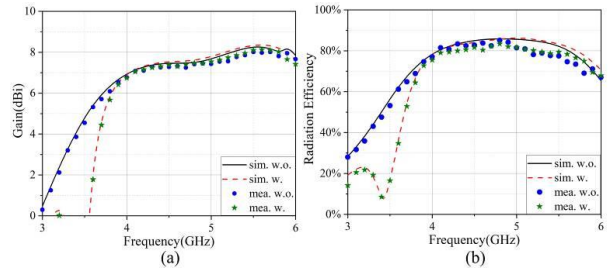 Gain(dBi)
10
8
6
4
2
0
sim. w.o.
sim. w.
mea. w.o.
mea. w.
3 4 5 6
Frequency(GHz)
(a)
Radiation Efficiency
100%
80%
60%
40%
20%
0%
sim. w.o.
sim. w.
mea. w.o.
mea. w.
3 4 5 6
Frequency(GHz)
(b)